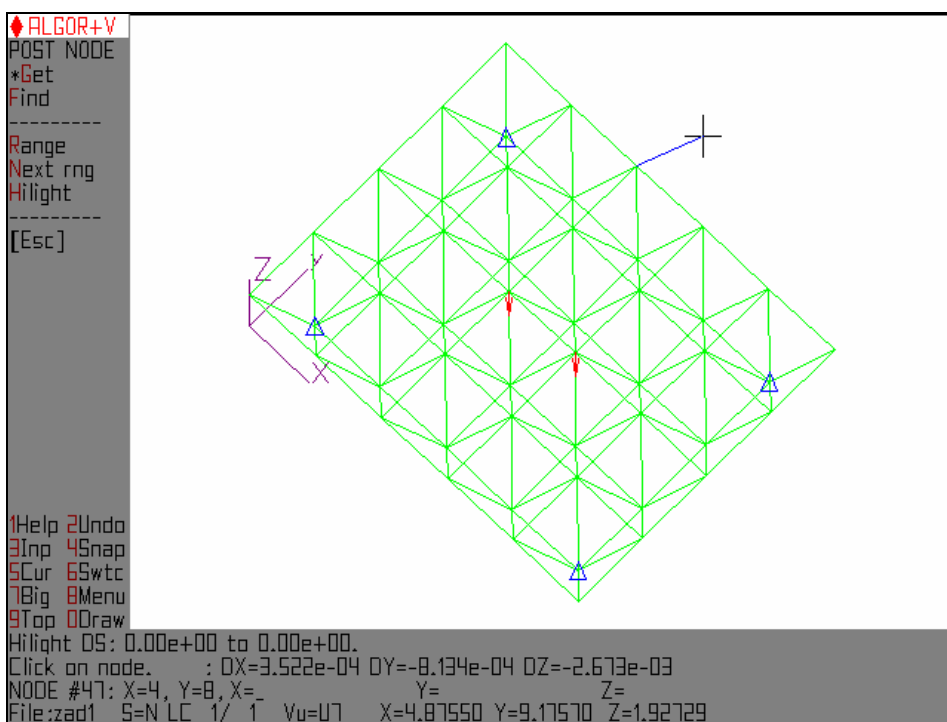 ALGOR+V
POST NODE
*Get
Find
---------
Range
Next rng
Hilight
---------
[Esc]
Z
Y
X
1Help 2Undo
3Inp 4Snap
5Cur 6Swtc
7Big 8Menu
9Top 0Draw
Hilight DS: 0.00e+00 to 0.00e+00.
Click on node. : DX=3.522e-04 DY=-8.134e-04 DZ=-2.673e-03
NODE #47: X=4, Y=8, X=_ Y= Z=
File:zad1 S=N LC 1/ 1 Vu=U7 X=4.87550 Y=9.17570 Z=1.92729